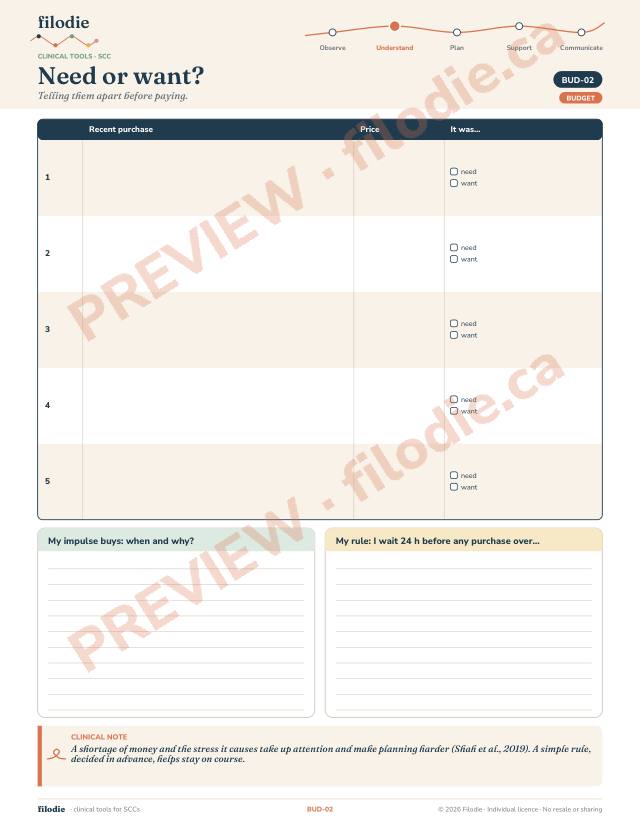 filodie
Observe Understand Plan Support Communicate
CLINICAL TOOLS · SCC
Need or want?
BUD-02
Telling them apart before paying.
BUDGET
Recent purchase Price It was...
1
need
want
2
need
want
3
need
want
4
need
want
5
need
want
PREVIEW · filodie.ca
PREVIEW · filodie.ca
My impulse buys: when and why?
My rule: I wait 24 h before any purchase over...
CLINICAL NOTE
A shortage of money and the stress it causes take up attention and make planning harder (Shah et al., 2019). A simple rule,
decided in advance, helps stay on course.
filodie · clinical tools for SCCs BUD-02 © 2026 Filodie · Individual licence · No resale or sharing